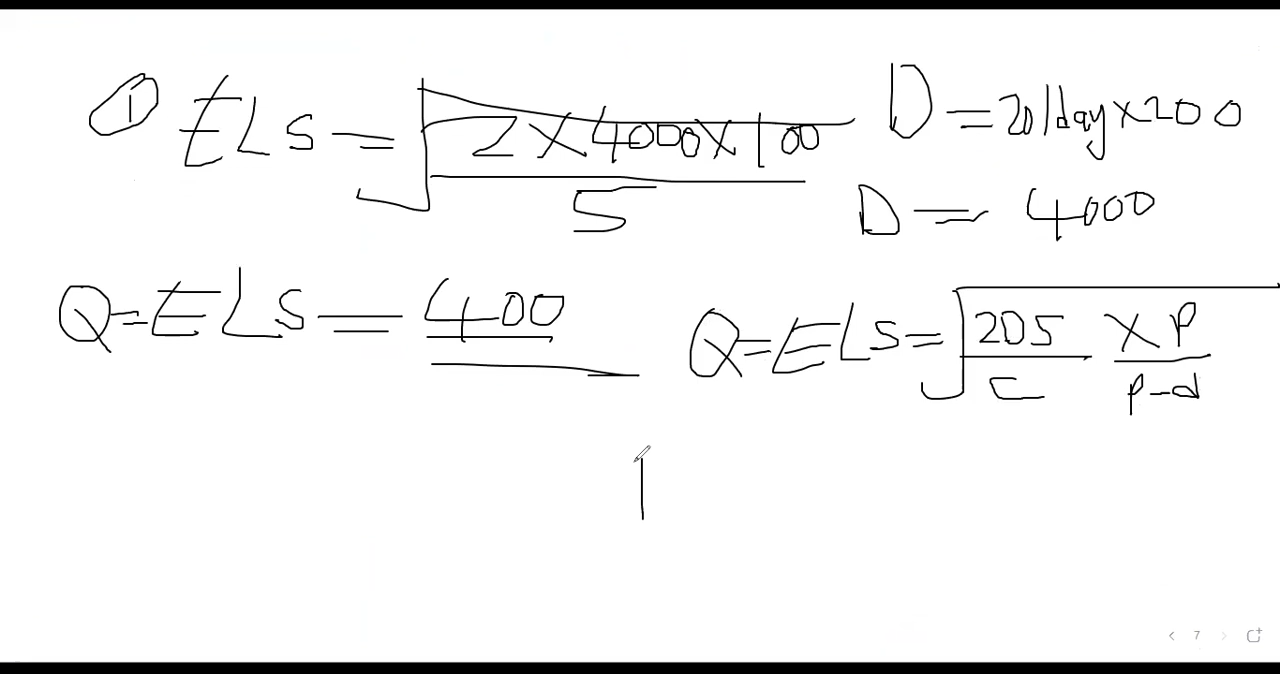 ① ELS = √(2 X 4000 X 100 / 5)
D = 20/day x 200
D = 4000
Q = ELS = 400
Q = ELS = √(2DS / C X P / P-d)
7